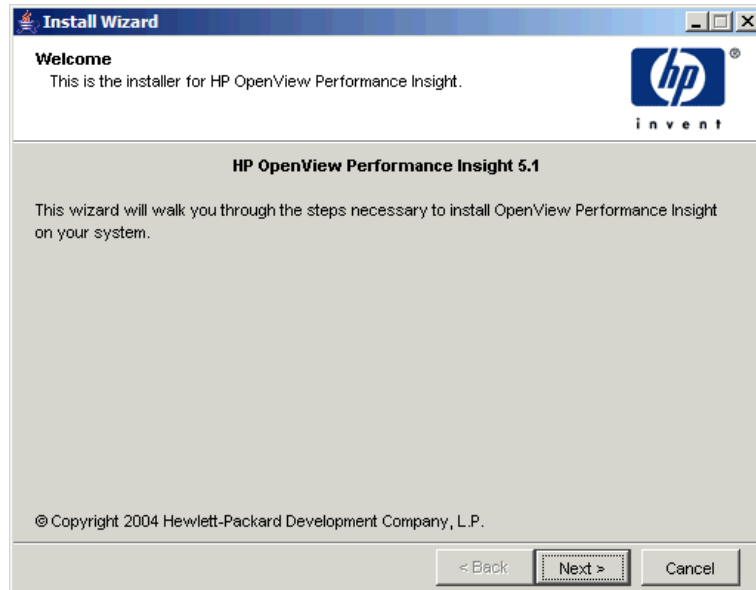 Install Wizard
Welcome
This is the installer for HP OpenView Performance Insight.
hp
®
invent
HP OpenView Performance Insight 5.1
This wizard will walk you through the steps necessary to install OpenView Performance Insight
on your system.
© Copyright 2004 Hewlett-Packard Development Company, L.P.
< Back Next > Cancel